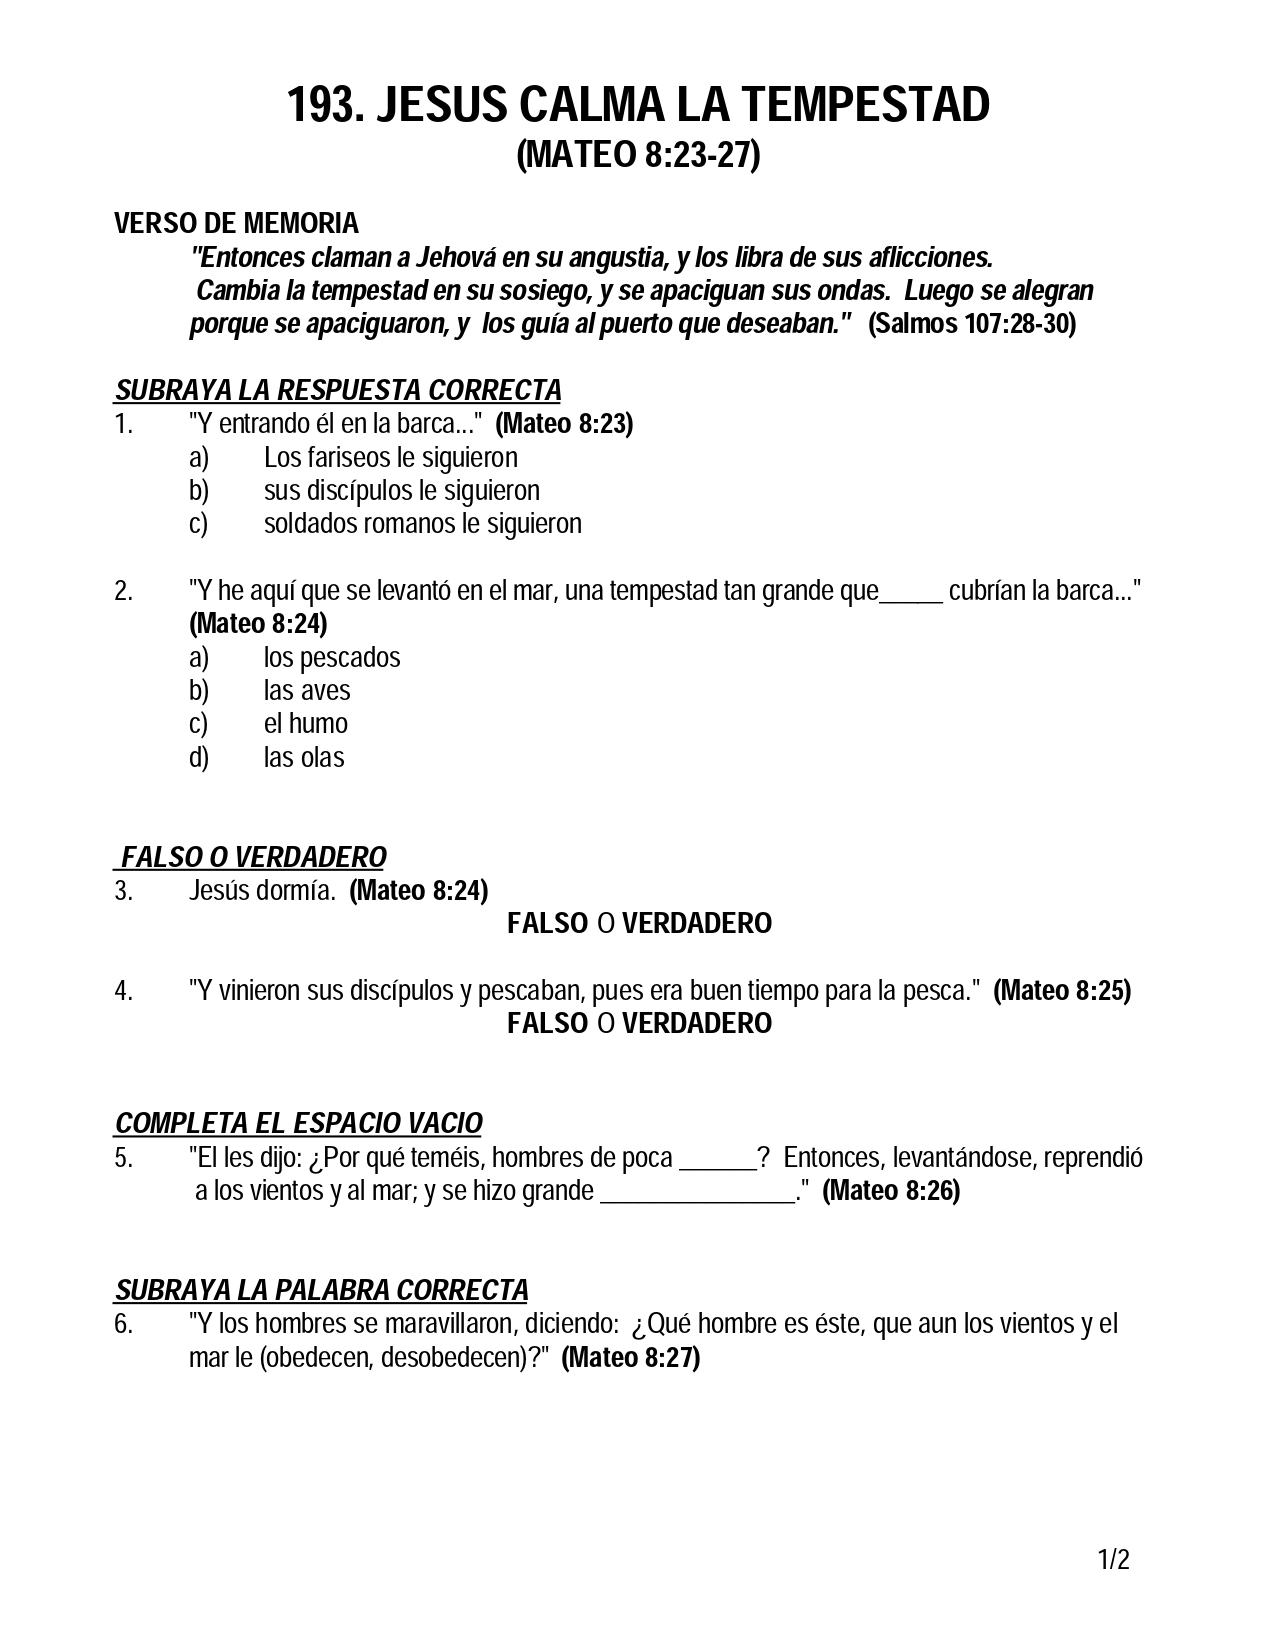 193. JESUS CALMA LA TEMPESTAD
(MATEO 8:23-27)
VERSO DE MEMORIA
"Entonces claman a Jehová en su angustia, y los libra de sus aflicciones.
Cambia la tempestad en su sosiego, y se apaciguan sus ondas. Luego se alegran
porque se apaciguaron, y los guía al puerto que deseaban." (Salmos 107:28-30)
SUBRAYA LA RESPUESTA CORRECTA
1. "Y entrando él en la barca..." (Mateo 8:23)
a) Los fariseos le siguieron
b) sus discípulos le siguieron
c) soldados romanos le siguieron
2. "Y he aquí que se levantó en el mar, una tempestad tan grande que_____ cubrían la barca..."
(Mateo 8:24)
a) los pescados
b) las aves
c) el humo
d) las olas
FALSO O VERDADERO
3. Jesús dormía. (Mateo 8:24)
FALSO O VERDADERO
4. "Y vinieron sus discípulos y pescaban, pues era buen tiempo para la pesca." (Mateo 8:25)
FALSO O VERDADERO
COMPLETA EL ESPACIO VACIO
5. "El les dijo: ¿Por qué teméis, hombres de poca ______? Entonces, levantándose, reprendió
a los vientos y al mar; y se hizo grande _______________." (Mateo 8:26)
SUBRAYA LA PALABRA CORRECTA
6. "Y los hombres se maravillaron, diciendo: ¿Qué hombre es éste, que aun los vientos y el
mar le (obedecen, desobedecen)?" (Mateo 8:27)
1/2